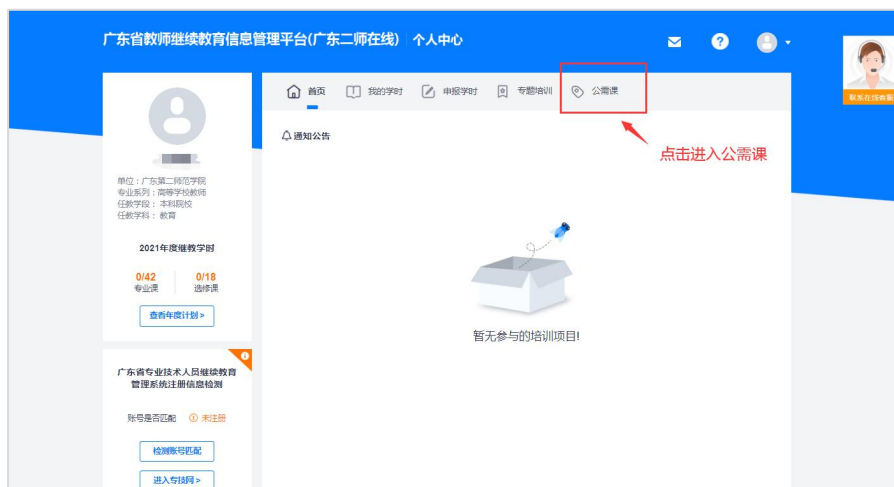 广东省教师继续教育信息管理平台(广东二师在线) 个人中心
首页 我的学时 申报学时 专题培训 公需课
联系在线客服
通知公告
点击进入公需课
单位：广东第二师范学院
专业系列：高等学校教师
任教学段：本科院校
任教学科：教育
2021年度继教学时
0/42 0/18
专业课 选修课
查看年度计划 >
暂无参与的培训项目!
广东省专业技术人员继续教育
管理系统注册信息检测
账号是否匹配 未注册
检测账号匹配
进入专技网 >